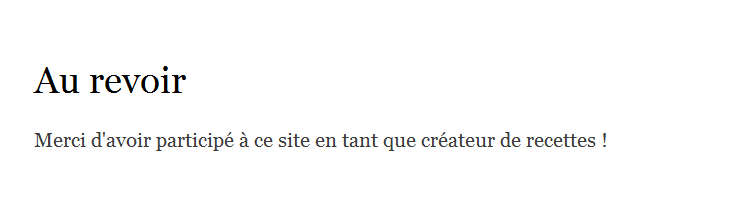 Au revoir
Merci d'avoir participé à ce site en tant que créateur de recettes !